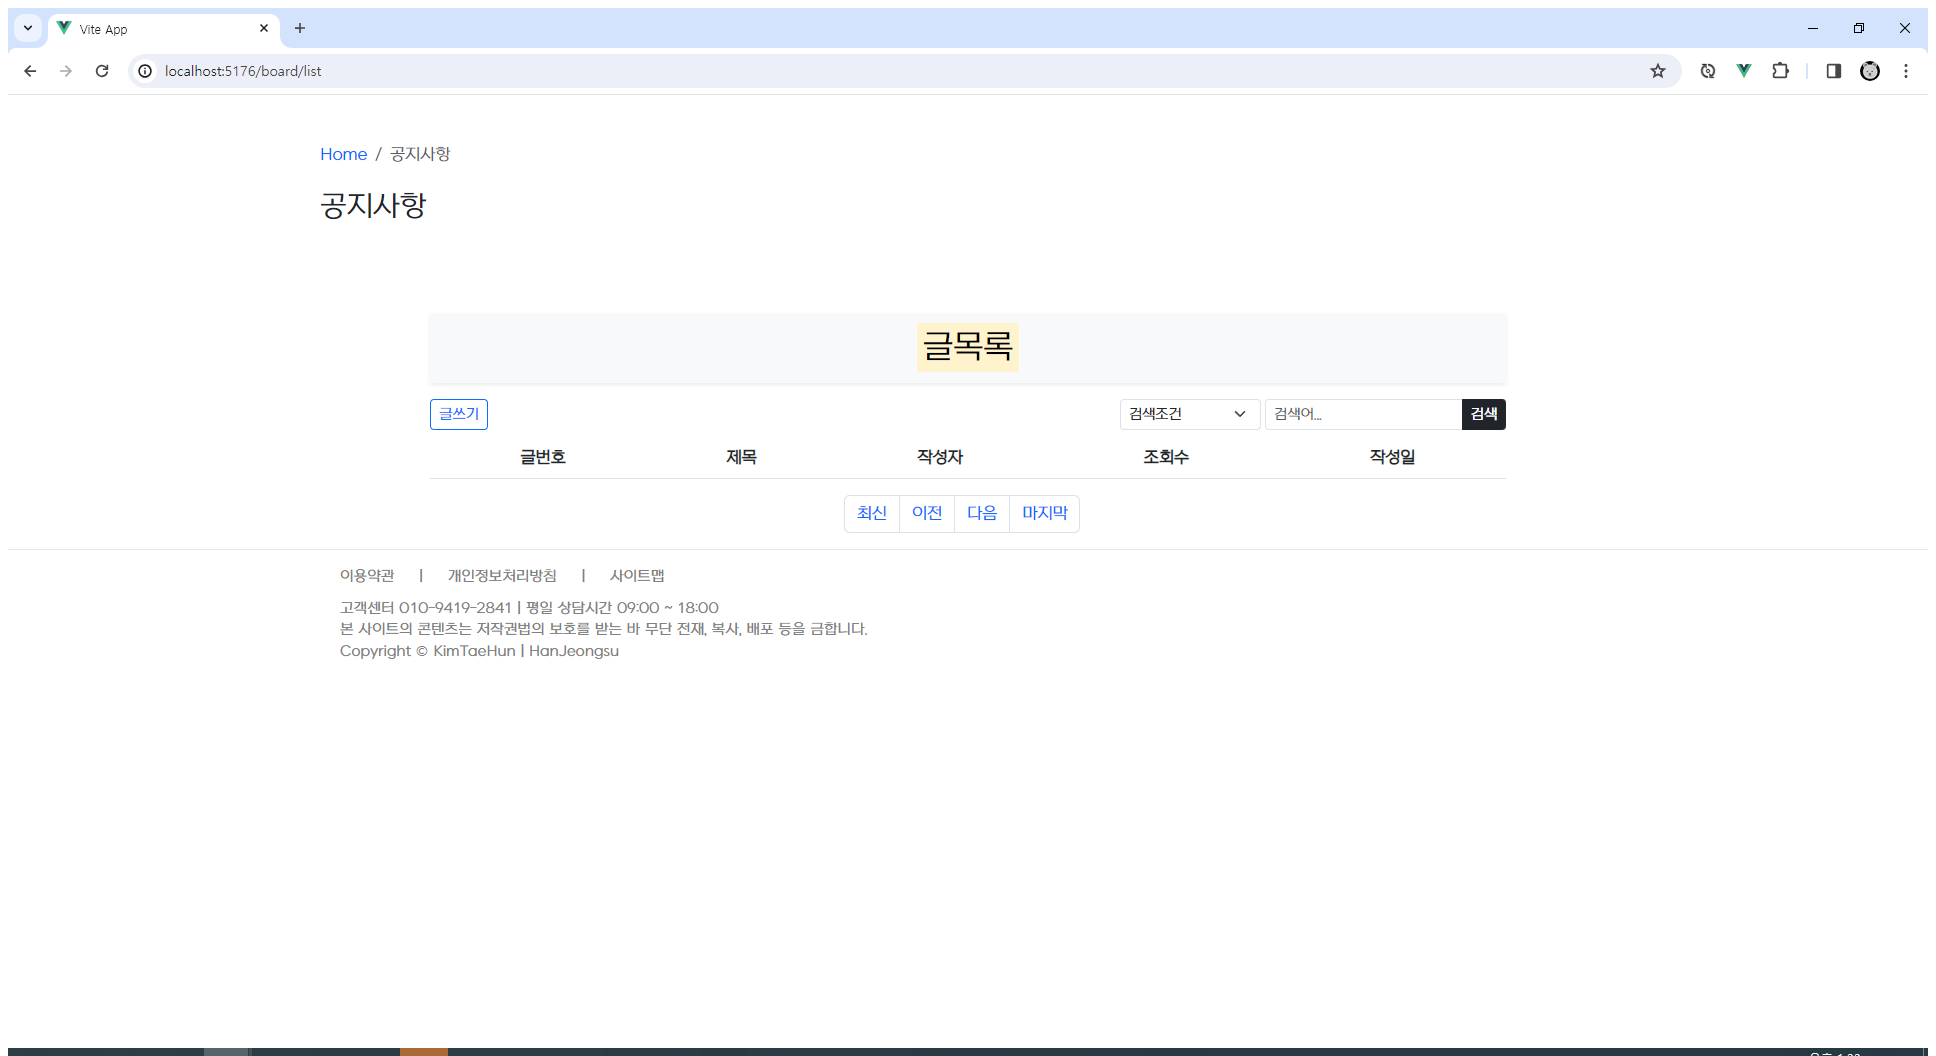 Vite App
localhost:5176/board/list
Home / 공지사항
공지사항
글목록
글쓰기 검색조건 검색어... 검색
글번호 제목 작성자 조회수 작성일
최신 이전 다음 마지막
이용약관 | 개인정보처리방침 | 사이트맵
고객센터 010-9419-2841 | 평일 상담시간 09:00 ~ 18:00
본 사이트의 콘텐츠는 저작권법의 보호를 받는 바 무단 전재, 복사, 배포 등을 금합니다.
Copyright © KimTaeHun | HanJeongsu